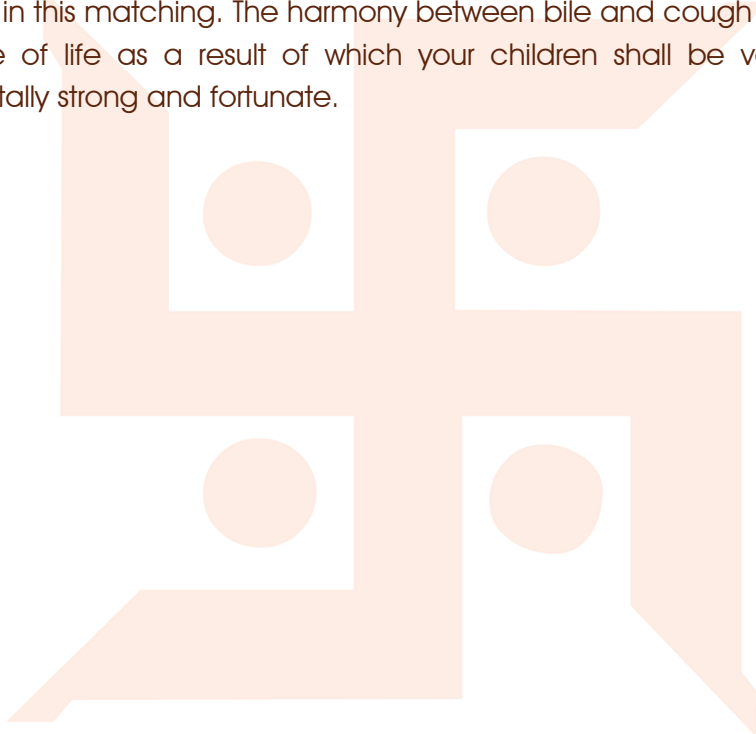 in this matching. The harmony between bile and cough
of life as a result of which your children shall be
strong and fortunate.